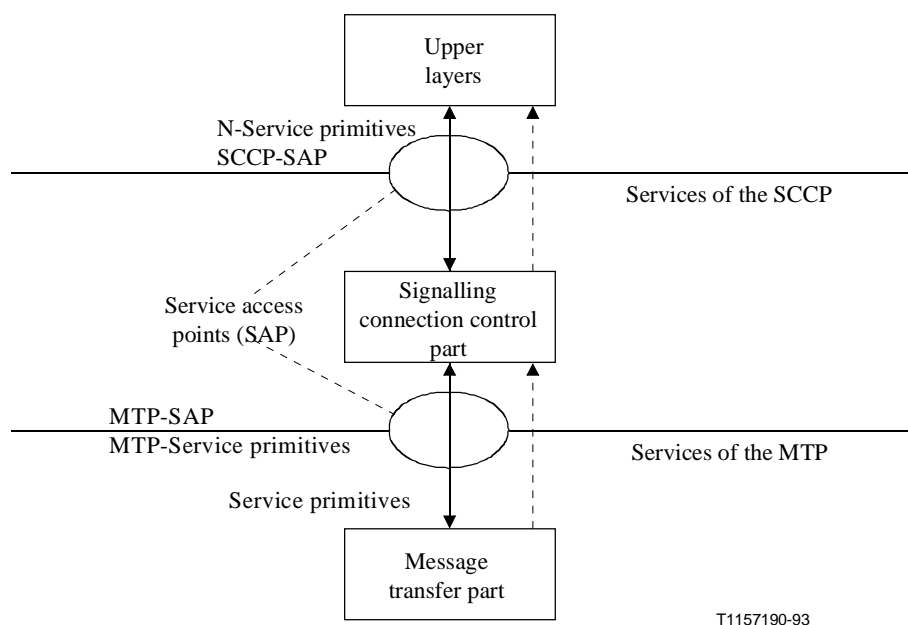 Upper
layers
N-Service primitives
SCCP-SAP
Services of the SCCP
Service access
points (SAP)
Signalling
connection control
part
MTP-SAP
MTP-Service primitives
Services of the MTP
Service primitives
Message
transfer part
T1157190-93